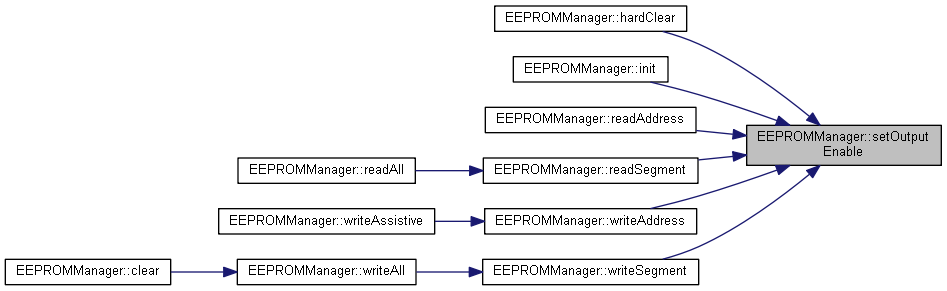 EEPROMManager::hardClear
EEPROMManager::init
EEPROMManager::readAddress
EEPROMManager::setOutput
Enable
EEPROMManager::readAll
EEPROMManager::readSegment
EEPROMManager::writeAssistive
EEPROMManager::writeAddress
EEPROMManager::clear
EEPROMManager::writeAll
EEPROMManager::writeSegment